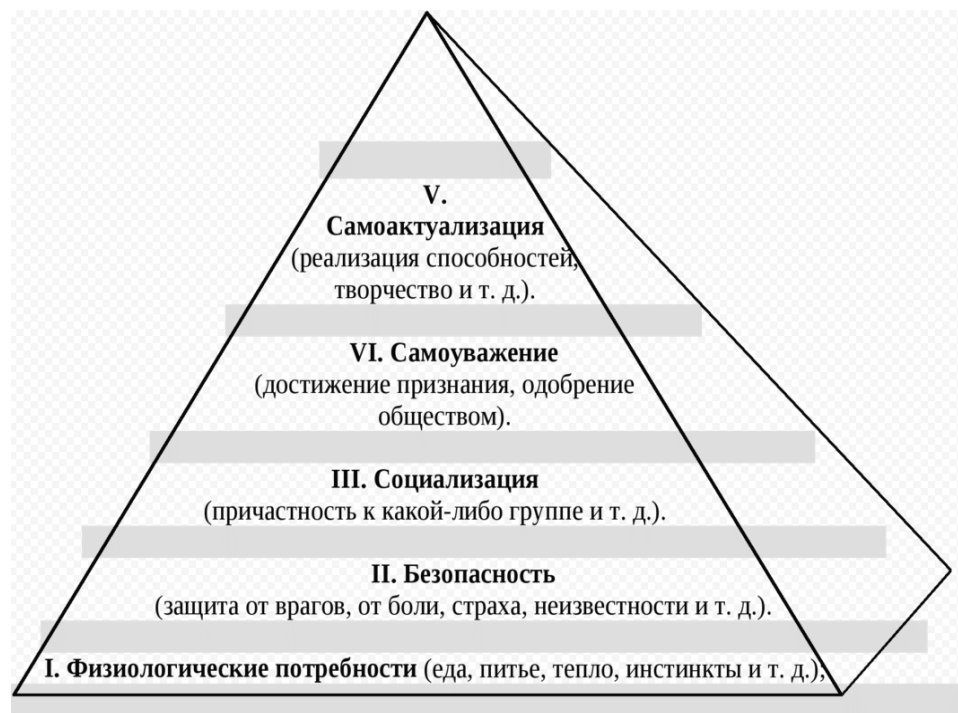 V.
Самоактуализация
(реализация способностей,
творчество и т. д.).
VI. Самоуважение
(достижение признания, одобрение
обществом).
III. Социализация
(причастность к какой-либо группе и т. д.).
II. Безопасность
(защита от врагов, от боли, страха, неизвестности и т. д.).
I. Физиологические потребности (еда, питье, тепло, инстинкты и т. д.);